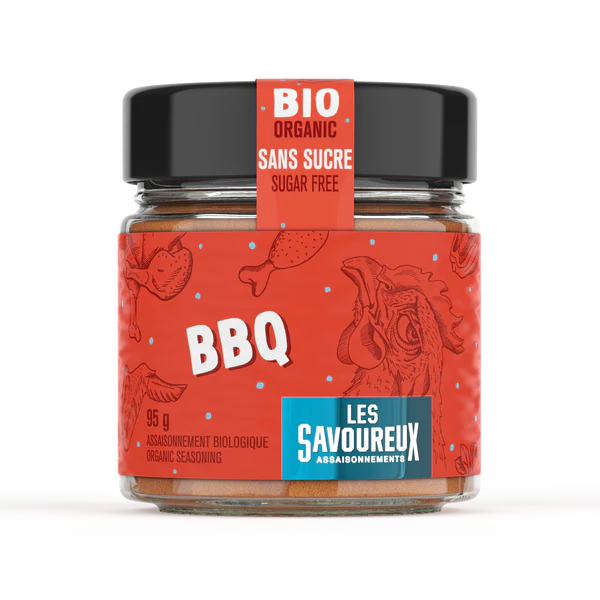 BIO
ORGANIC
SANS SUCRE
SUGAR FREE
BBQ
95 g
ASSAISONNEMENT BIOLOGIQUE
ORGANIC SEASONING
LES
SAVOUREUX
ASSAISONNEMENTS